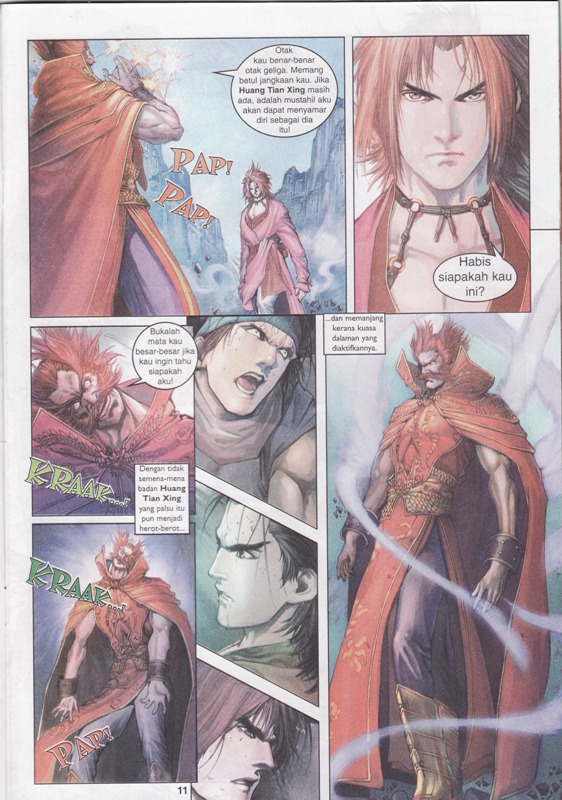 Otak
kau benar-benar
otak geliga. Memang
betul jangkaan kau. Jika
Huang Tian Xing masih
ada, adalah mustahil aku
akan dapat menyamar
diri sebagai dia
itu!
PAP!
PAP!
Habis
siapakah kau
ini?
Bukalah
mata kau
besar-besar jika
kau ingin tahu
siapakah
aku!
KRAAK....!
Dengan tidak
semena-mena
badan Huang
Tian Xing
yang palsu itu
pun menjadi
herot-berot...
KRAAK...!
PAP!
...dan memanjang
kerana kuasa
dalaman yang
diaktifkannya.
11